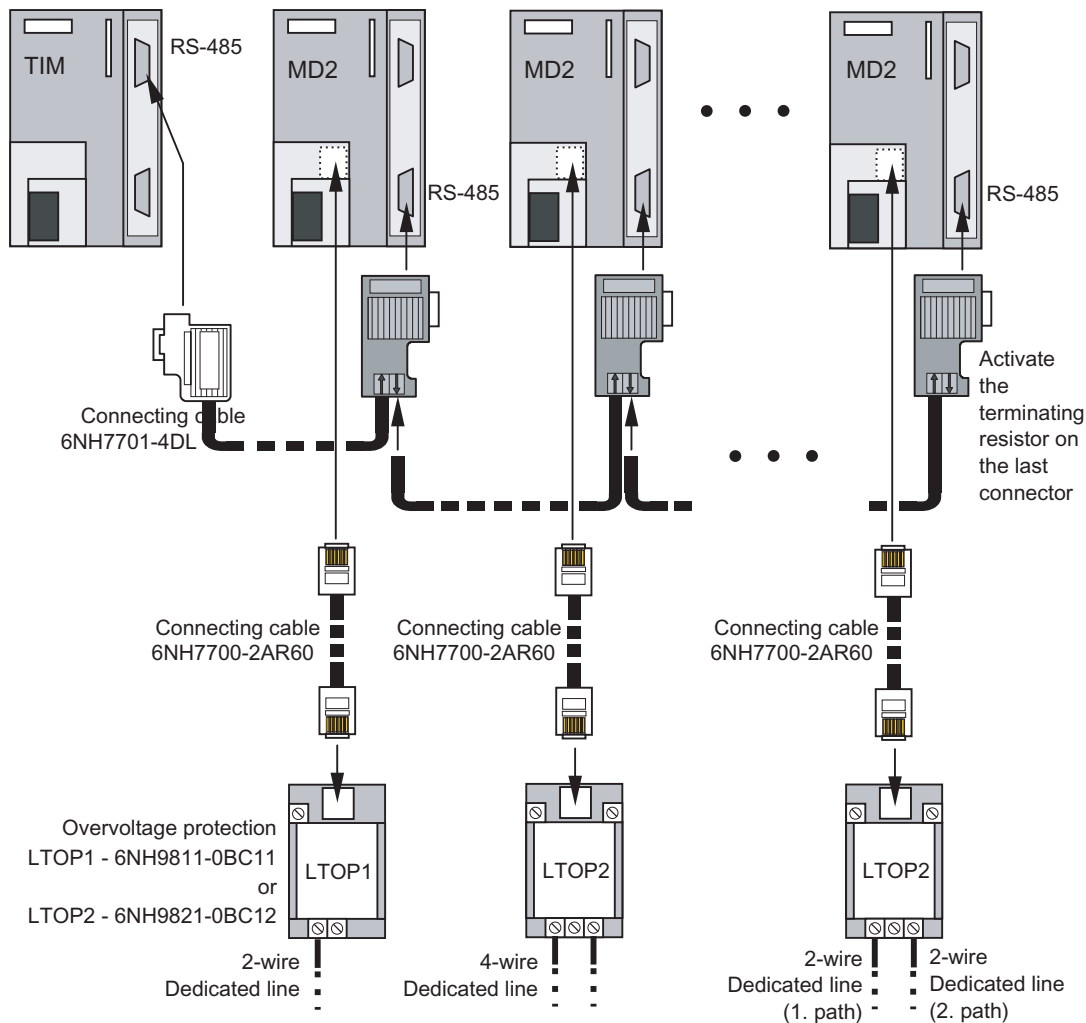 TIM
RS-485
MD2
MD2
MD2
RS-485
RS-485
Connecting cable
6NH7701-4DL
Activate
the
terminating
resistor on
the last
connector
Connecting cable
6NH7700-2AR60
Connecting cable
6NH7700-2AR60
Connecting cable
6NH7700-2AR60
Overvoltage protection
LTOP1 - 6NH9811-0BC11
or
LTOP2 - 6NH9821-0BC12
LTOP1
LTOP2
LTOP2
2-wire
Dedicated line
4-wire
Dedicated line
2-wire
Dedicated line
(1. path)
2-wire
Dedicated line
(2. path)